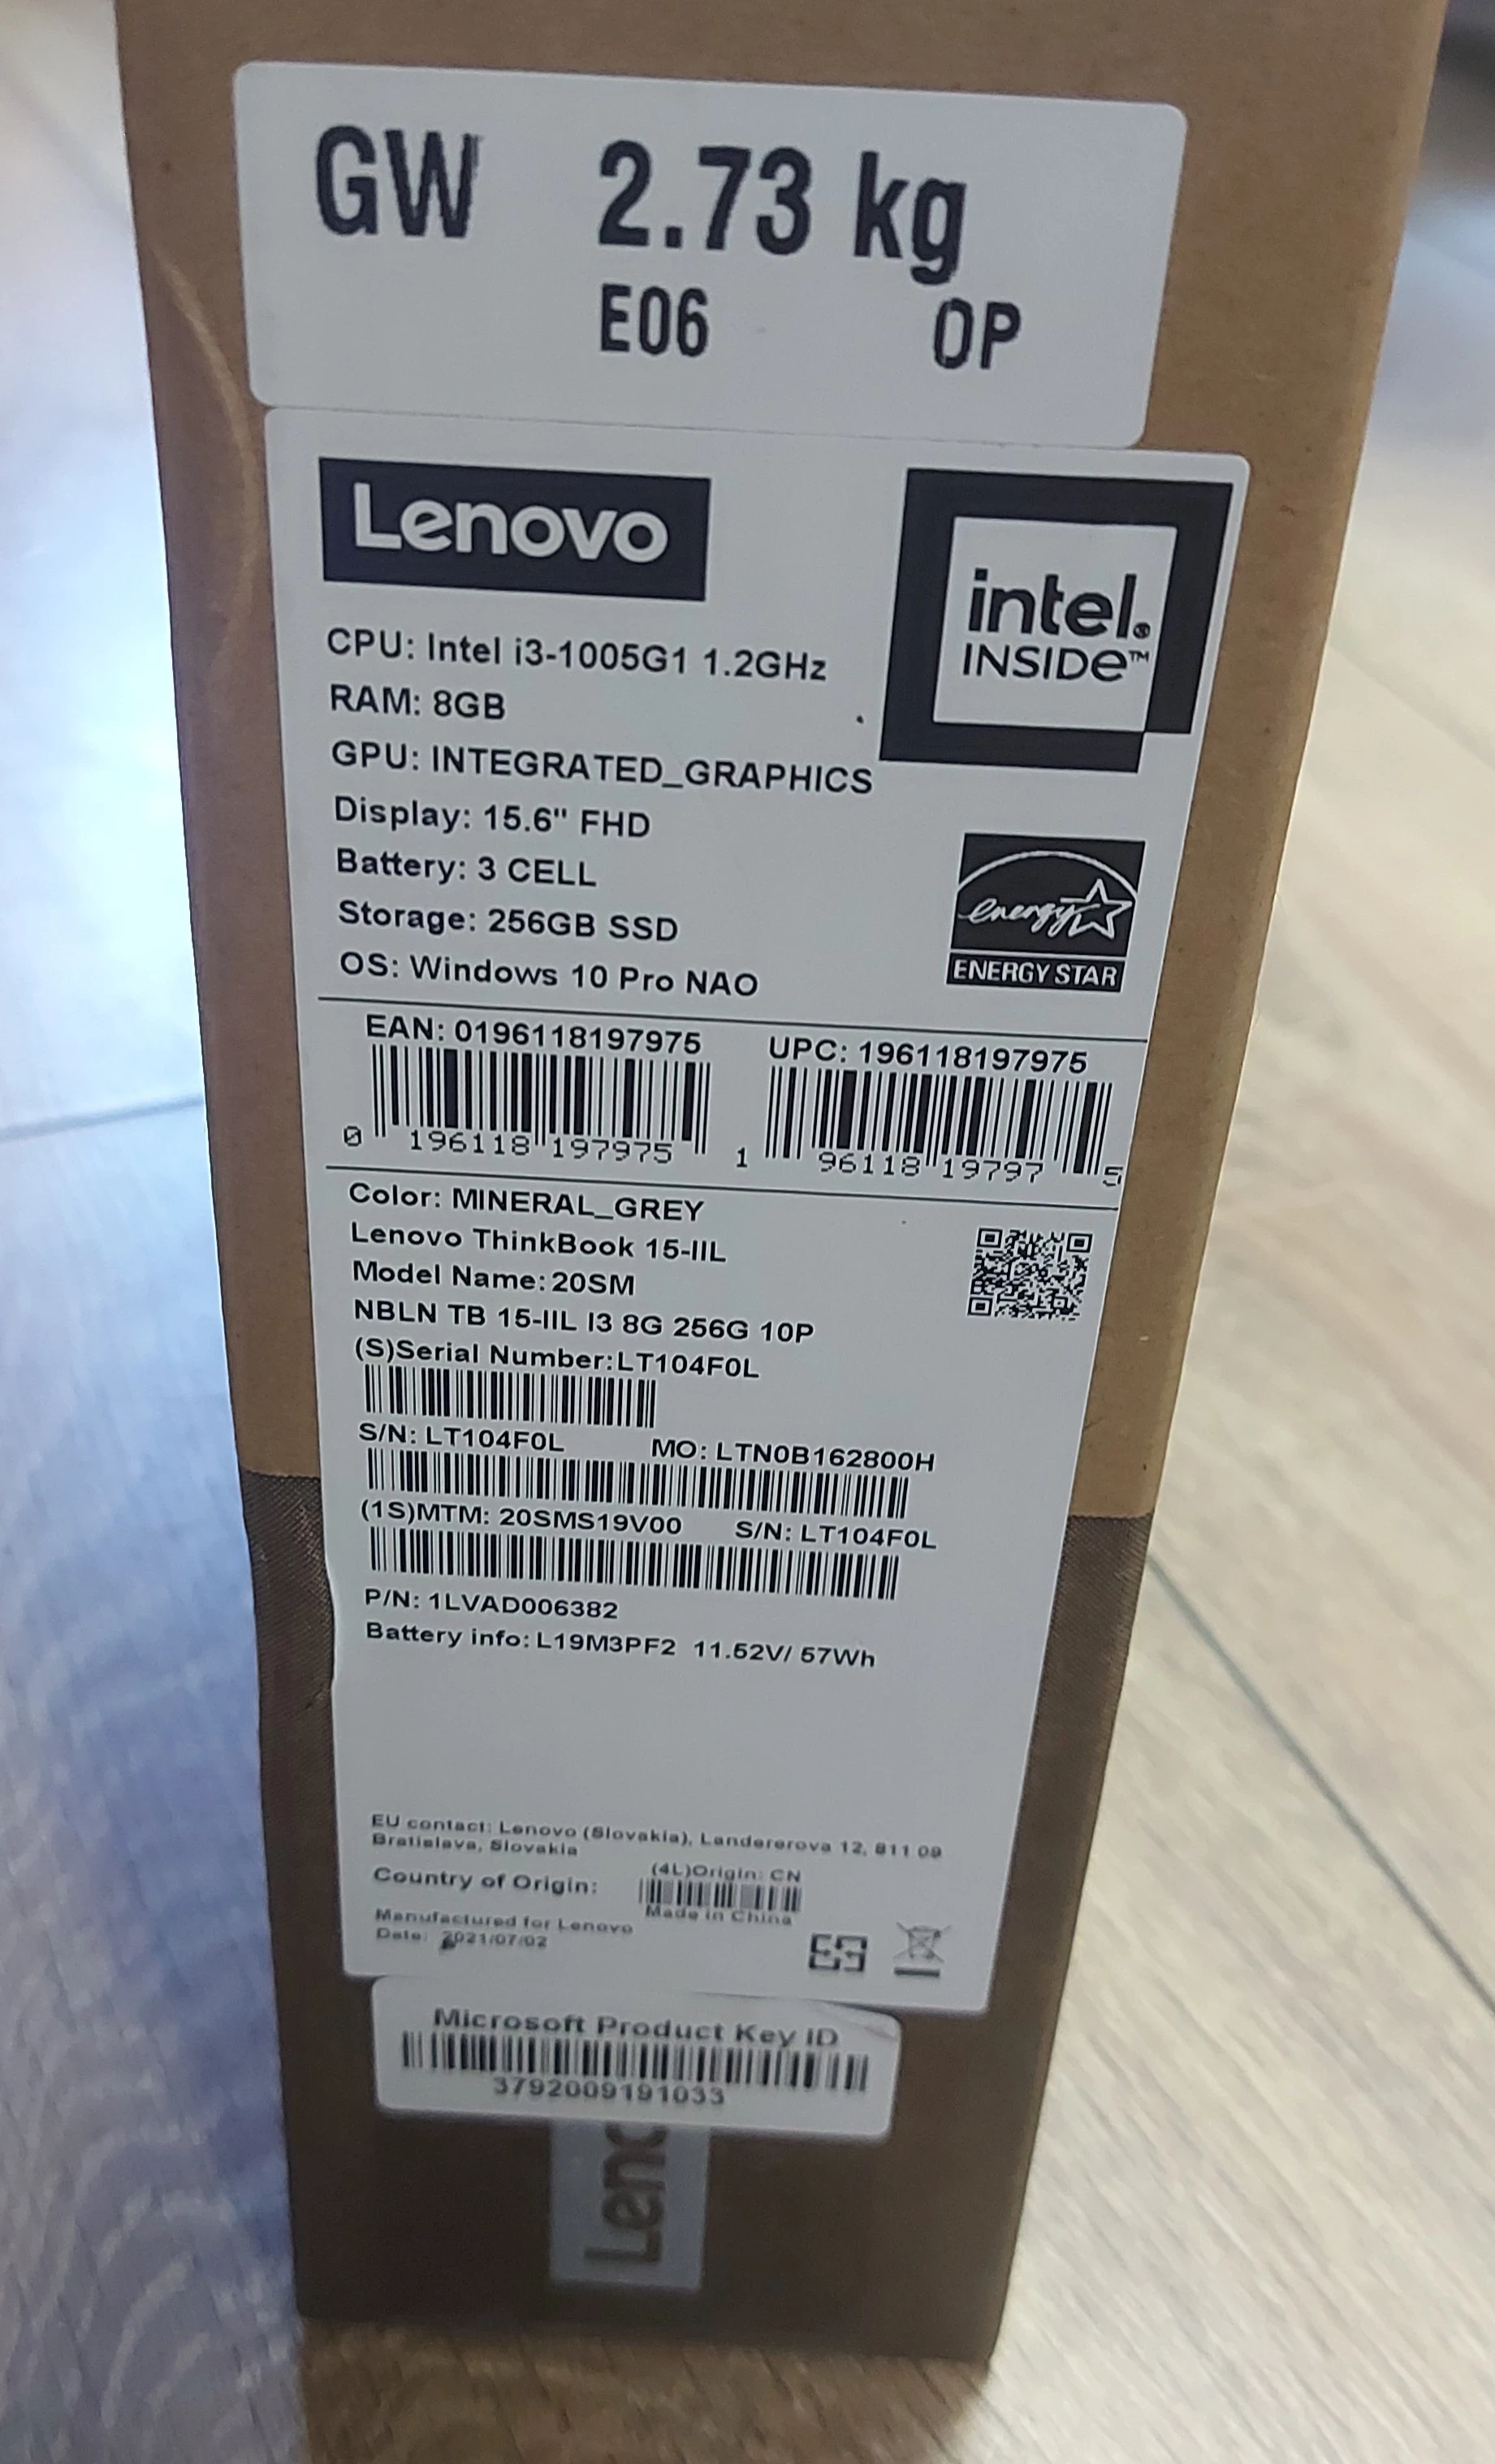 GW 2.73 kg
E06 OP
Lenovo
intel.®
INSIDe™
CPU: Intel i3-1005G1 1.2GHz
RAM: 8GB
GPU: INTEGRATED_GRAPHICS
Display: 15.6" FHD
Battery: 3 CELL
Storage: 256GB SSD
OS: Windows 10 Pro NAO
energy
ENERGY STAR
EAN: 0196118197975 UPC: 196118197975
0 196118 197975 1 96118 19797 5
Color: MINERAL_GREY
Lenovo ThinkBook 15-IIL
Model Name: 20SM
NBLN TB 15-IIL I3 8G 256G 10P
(S)Serial Number:LT104F0L
S/N: LT104F0L MO: LTN0B162800H
(1S)MTM: 20SMS19V00 S/N: LT104F0L
P/N: 1LVAD006382
Battery info: L19M3PF2 11.52V/ 57Wh
EU contact: Lenovo (Slovakia), Landererova 12, 811 09
Bratislava, Slovakia
Country of Origin: (4L)Origin: CN
Made in China
Manufactured for Lenovo
Date: 2021/07/02
Microsoft Product Key ID
3792009191033
Leno